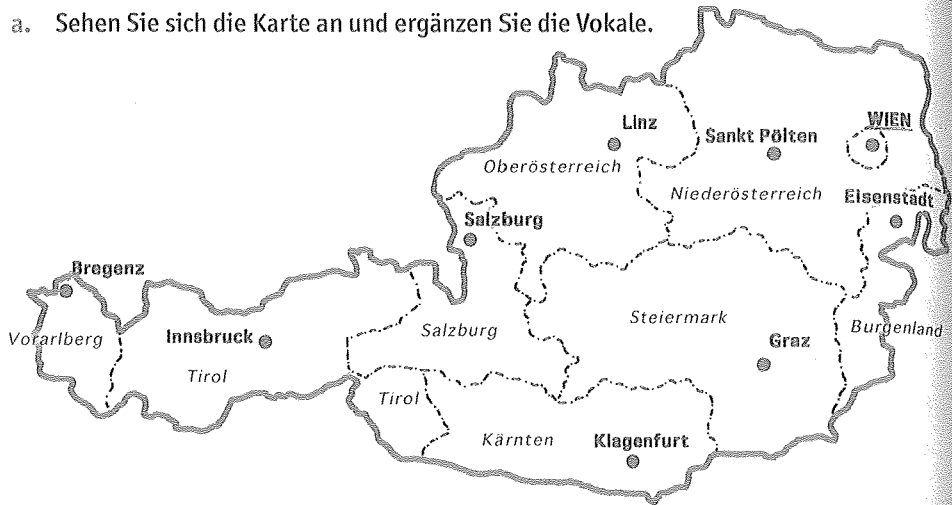 a. Sehen Sie sich die Karte an und ergänzen Sie die Vokale.
Linz
Sankt Pölten
WIEN
Oberösterreich
Niederösterreich
Eisenstadt
Salzburg
Bregenz
Vorarlberg
Innsbruck
Tirol
Salzburg
Steiermark
Graz
Burgenland
Tirol
Kärnten
Klagenfurt